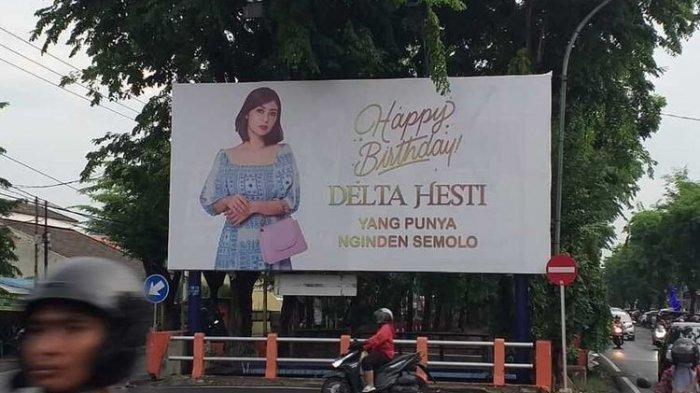 Happy
Birthday!
DELTA HESTI
YANG PUNYA
NGINDEN SEMOLO